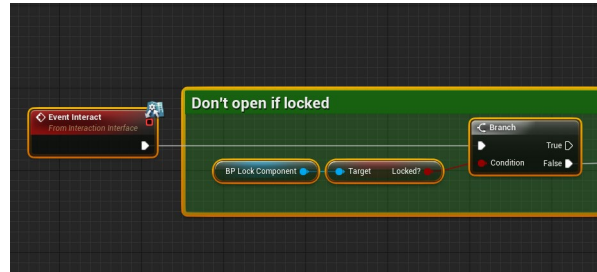 Don't open if locked
Event Interact
From Interaction Interface
Branch
True
BP Lock Component
Target
Locked?
Condition
False